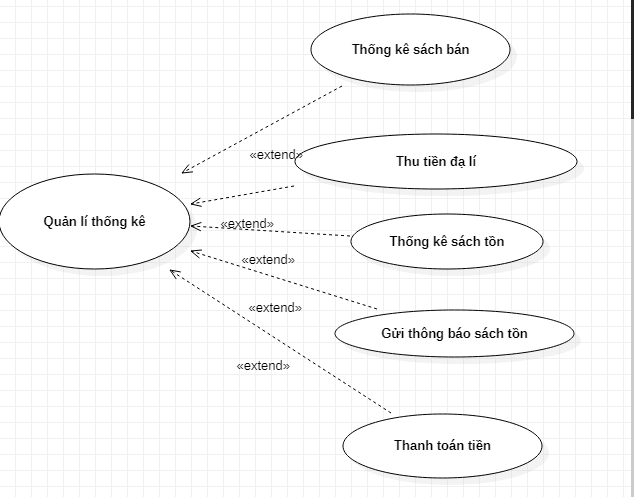 Thống kê sách bán
«extend»
Thu tiền đạ lí
Quản lí thống kê
«extend»
Thống kê sách tồn
«extend»
«extend»
Gửi thông báo sách tồn
«extend»
Thanh toán tiền